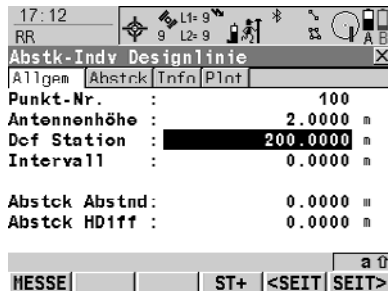 17:12
RR
L1= 9
9 L2= 9
A B
Abstk-Indv Designlinie X
Allgem Abstck Info Plot
Punkt-Nr. : 100
Antennenhöhe : 2.0000 m
Def Station : 200.0000 m
Intervall : 0.0000 m
Abstck Abstnd: 0.0000 m
Abstck HDiff : 0.0000 m
a
MESSE ST+ <SEIT SEIT>